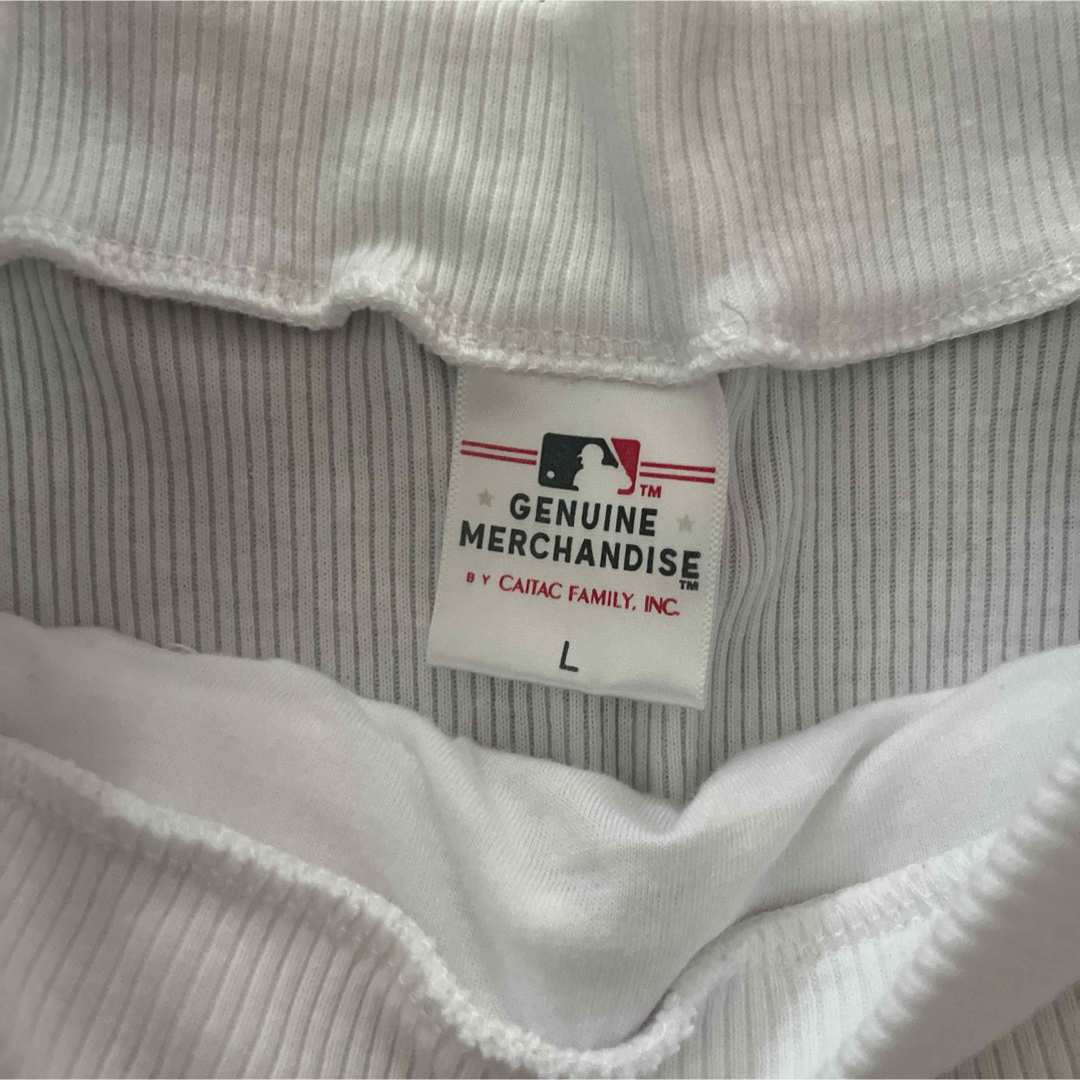 TM
GENUINE
MERCHANDISE TM
BY CAITAC FAMILY, INC.
L